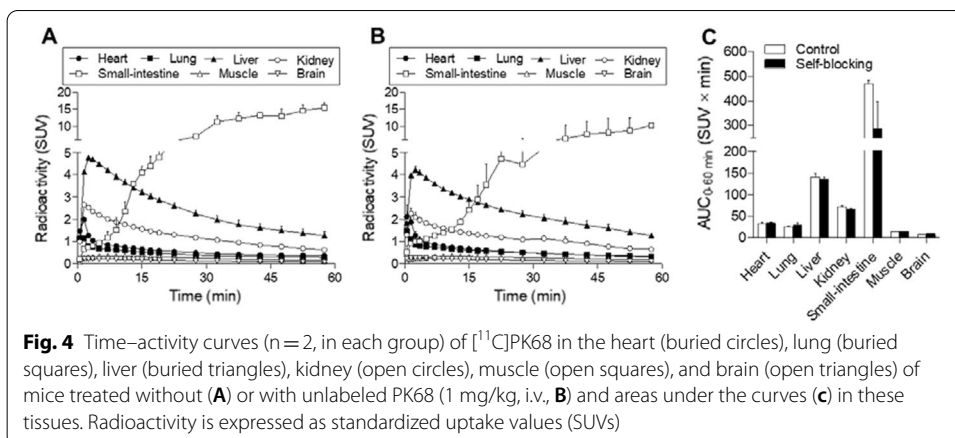 A
Heart Lung Liver Kidney
Small-intestine Muscle Brain
Radioactivity (SUV)
20
15
10
5
4
3
2
1
0
0 15 30 45 60
Time (min)
B
Heart Lung Liver Kidney
Small-intestine Muscle Brain
Radioactivity (SUV)
20
15
10
5
4
3
2
1
0
0 15 30 45 60
Time (min)
C
Control
Self-blocking
AUC0-60 min (SUV × min)
600
500
400
300
200
150
100
50
0
Heart
Lung
Liver
Kidney
Small-intestine
Muscle
Brain
Fig. 4 Time–activity curves (n = 2, in each group) of [11C]PK68 in the heart (buried circles), lung (buried
squares), liver (buried triangles), kidney (open circles), muscle (open squares), and brain (open triangles) of
mice treated without (A) or with unlabeled PK68 (1 mg/kg, i.v., B) and areas under the curves (c) in these
tissues. Radioactivity is expressed as standardized uptake values (SUVs)